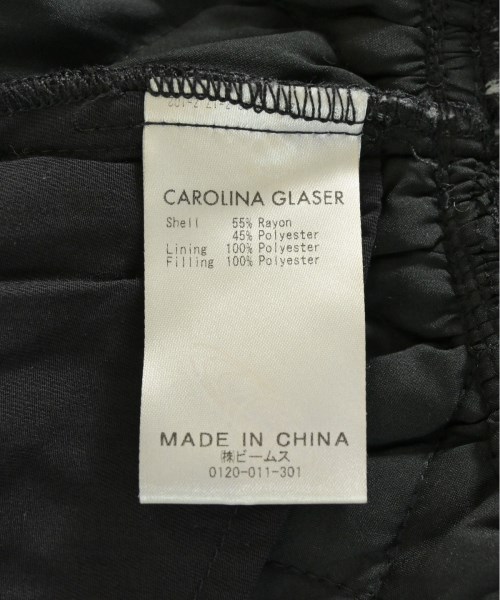 CAROLINA GLASER
Shell 55% Rayon
45% Polyester
Lining 100% Polyester
Filling 100% Polyester
MADE IN CHINA
㈱ビームス
0120-011-301